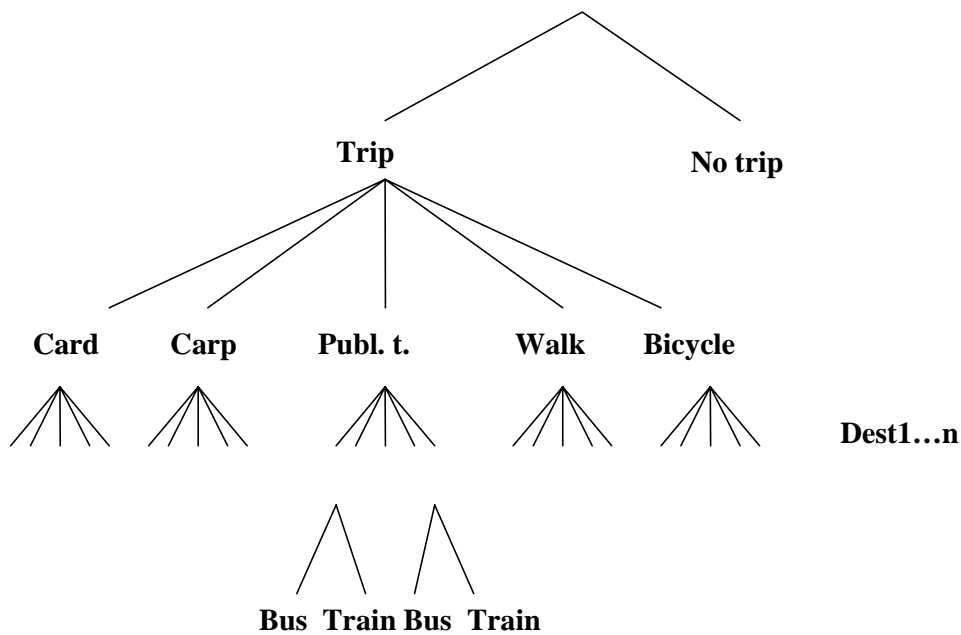 Trip
No trip
Card Carp Publ. t. Walk Bicycle
Dest1…n
Bus Train Bus Train